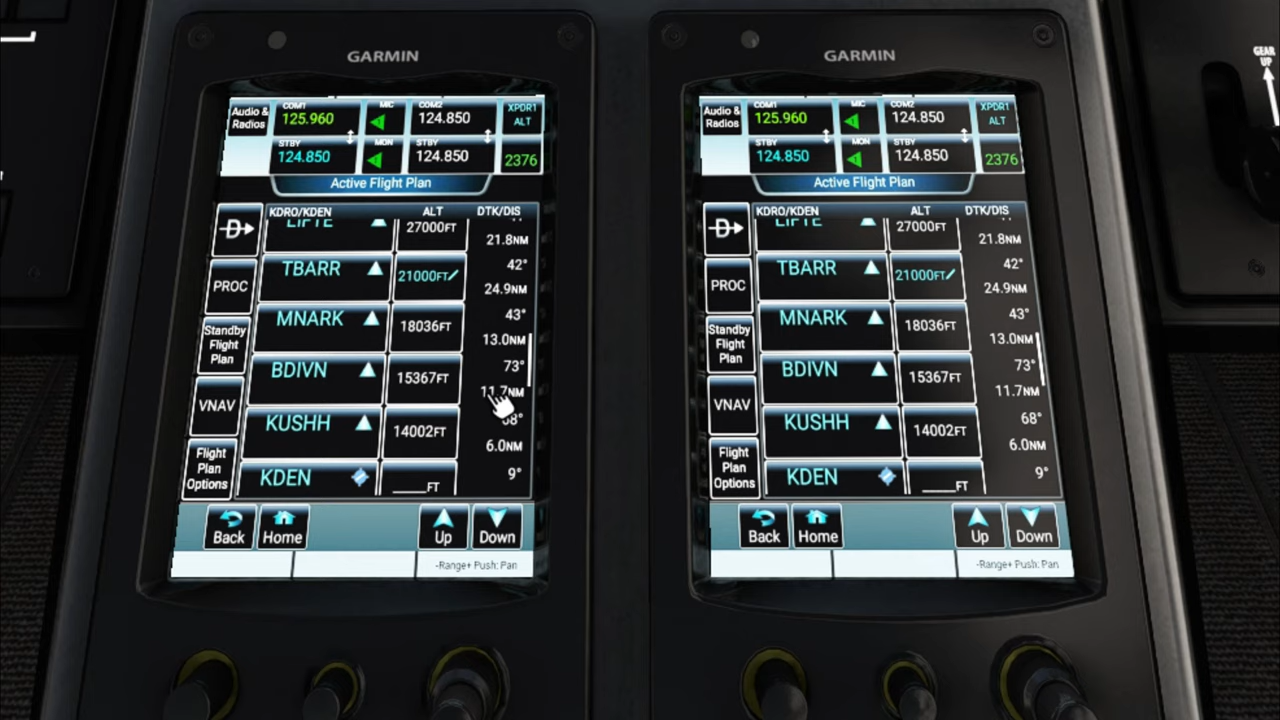 GARMIN
Audio & Radios
COM1
125.960
MIC
COM2
124.850
XPDR1
ALT
STBY
124.850
MON
STBY
124.850
2376
Active Flight Plan
KDRO/KDEN
ALT
DTK/DIS
27000FT
21.8NM
TBARR
21000FT
42°
24.9NM
MNARK
18036FT
43°
13.0NM
BDIVN
15367FT
73°
11.7NM
KUSHH
14002FT
68°
6.0NM
KDEN
____FT
9°
PROC
Standby
Flight
Plan
VNAV
Flight
Plan
Options
Back
Home
Up
Down
-Range+ Push: Pan
GARMIN
Audio & Radios
COM1
125.960
MIC
COM2
124.850
XPDR1
ALT
STBY
124.850
MON
STBY
124.850
2376
Active Flight Plan
KDRO/KDEN
ALT
DTK/DIS
27000FT
21.8NM
TBARR
21000FT
42°
24.9NM
MNARK
18036FT
43°
13.0NM
BDIVN
15367FT
73°
11.7NM
KUSHH
14002FT
68°
6.0NM
KDEN
____FT
9°
PROC
Standby
Flight
Plan
VNAV
Flight
Plan
Options
Back
Home
Up
Down
-Range+ Push: Pan
GEAR
UP